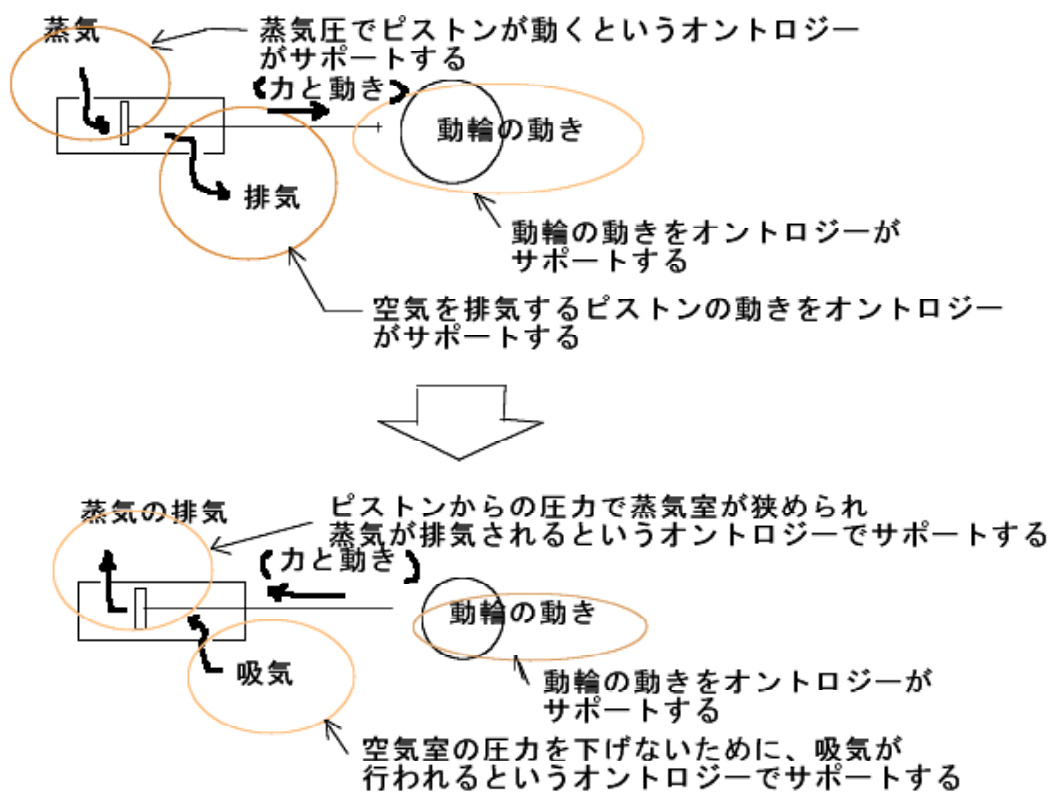 蒸気
蒸気圧でピストンが動くというオントロジー
がサポートする
(力と動き)
動輪の動き
排気
動輪の動きをオントロジーが
サポートする
空気を排気するピストンの動きをオントロジー
がサポートする
蒸気の排気
ピストンからの圧力で蒸気室が狭められ
蒸気が排気されるというオントロジーでサポートする
(力と動き)
動輪の動き
吸気
動輪の動きをオントロジーが
サポートする
空気室の圧力を下げないために、吸気が
行われるというオントロジーでサポートする